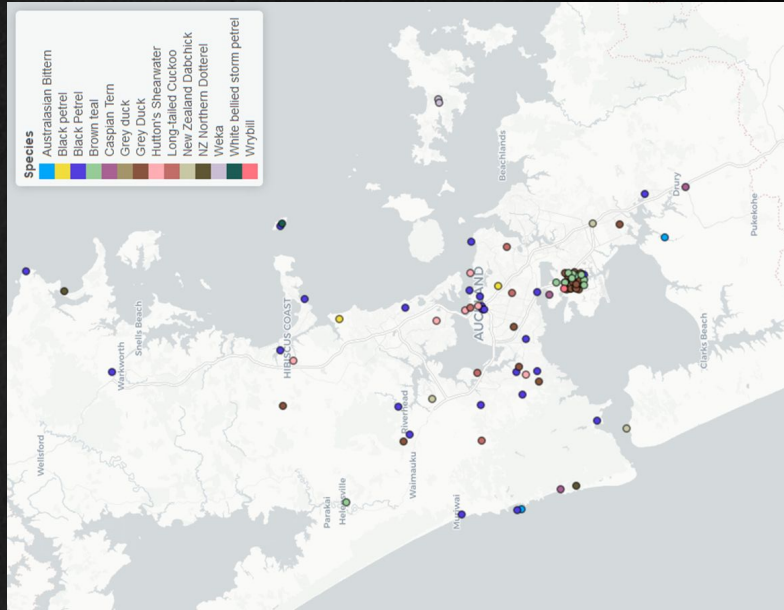 Species
Australasian Bittern
Black petrel
Black Petrel
Brown teal
Caspian Tern
Grey duck
Grey Duck
Hutton's Shearwater
Long-tailed Cuckoo
New Zealand Dabchick
NZ Northern Dotterel
Weka
White bellied storm petrel
Wrybill
Wellsford
Warkworth
Snells Beach
HIBISCUS COAST
Parakai
Helensville
Riverhead
Waimauku
Muriwai
AUCKLAND
Beachlands
Drury
Clarks Beach
Pukekohe